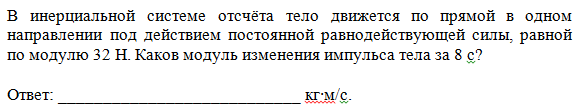 В инерциальной системе отсчёта тело движется по прямой в одном
направлении под действием постоянной равнодействующей силы, равной
по модулю 32 Н. Каков модуль изменения импульса тела за 8 с?
Ответ: ___________________________ кг·м/с.